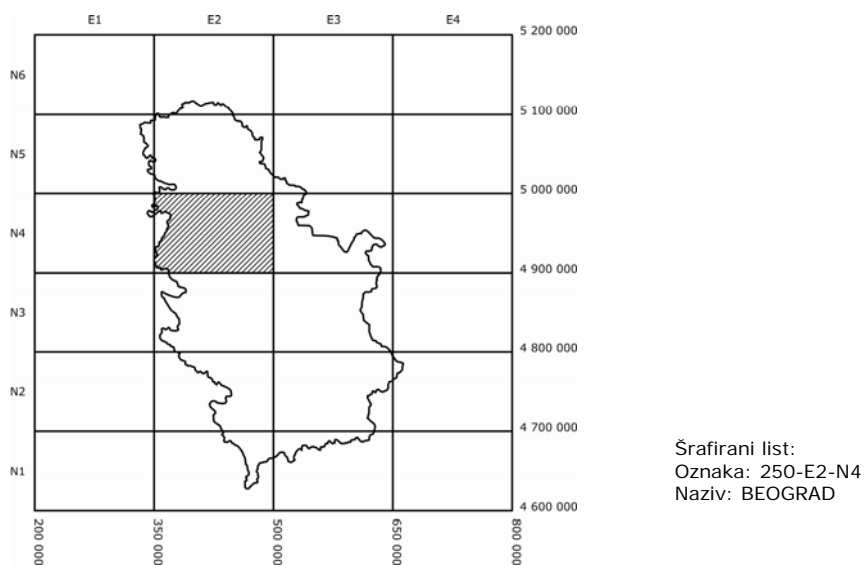 E1 E2 E3 E4
5 200 000
N6
5 100 000
N5
5 000 000
N4
4 900 000
N3
4 800 000
N2
4 700 000
N1
4 600 000
200 000
350 000
500 000
650 000
800 000
Šrafirani list:
Oznaka: 250-E2-N4
Naziv: BEOGRAD